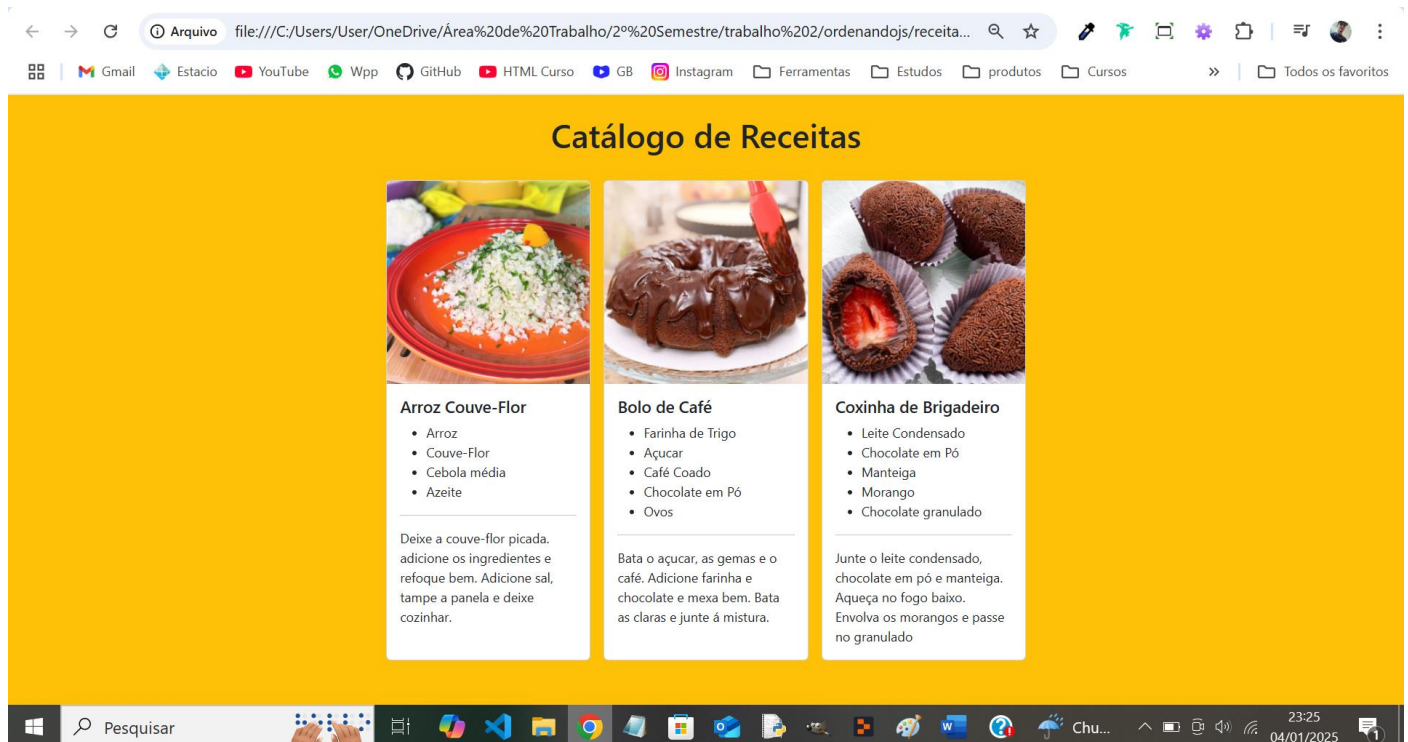 Arquivo file:///C:/Users/User/OneDrive/Área%20de%20Trabalho/2º%20Semestre/trabalho%202/ordenandojs/receita...
Gmail Estacio YouTube Wpp GitHub HTML Curso GB Instagram Ferramentas Estudos produtos Cursos » Todos os favoritos
Catálogo de Receitas
Arroz Couve-Flor
• Arroz
• Couve-Flor
• Cebola média
• Azeite
Deixe a couve-flor picada.
adicione os ingredientes e
refoque bem. Adicione sal,
tampe a panela e deixe
cozinhar.
Bolo de Café
• Farinha de Trigo
• Açucar
• Café Coado
• Chocolate em Pó
• Ovos
Bata o açucar, as gemas e o
café. Adicione farinha e
chocolate e mexa bem. Bata
as claras e junte á mistura.
Coxinha de Brigadeiro
• Leite Condensado
• Chocolate em Pó
• Manteiga
• Morango
• Chocolate granulado
Junte o leite condensado,
chocolate em pó e manteiga.
Aqueça no fogo baixo.
Envolva os morangos e passe
no granulado
Pesquisar
Chu...
23:25
04/01/2025
1